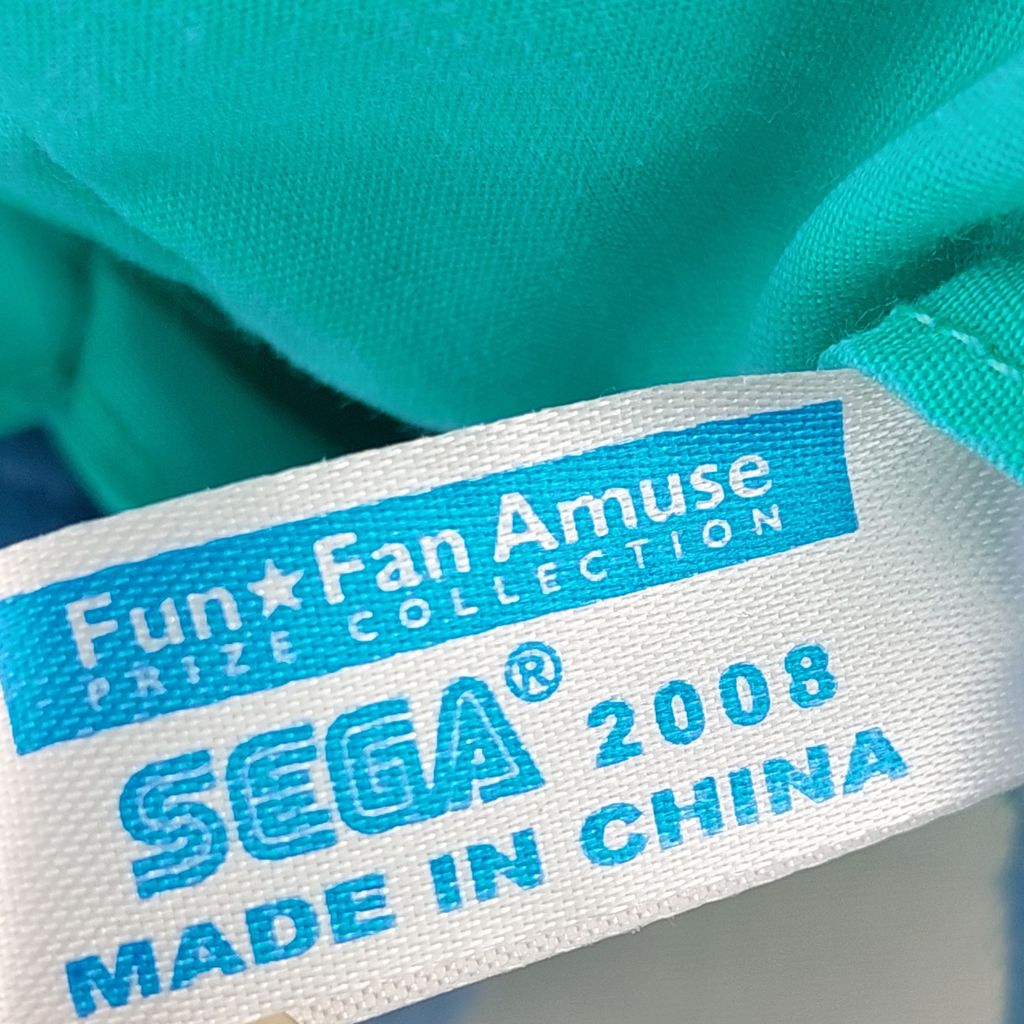 Fun★Fan Amuse
PRIZE COLLECTION
SEGA® 2008
MADE IN CHINA